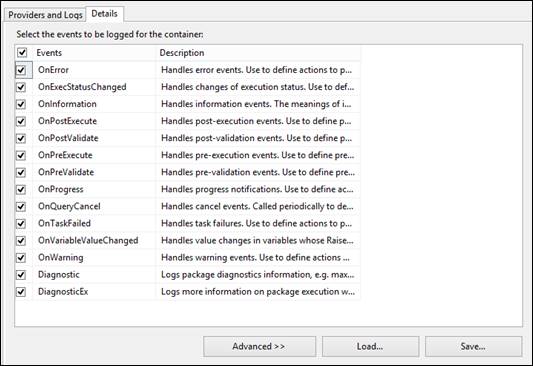 Providers and Logs Details
Select the events to be logged for the container:
Events Description
OnError Handles error events. Use to define actions to p...
OnExecStatusChanged Handles changes of execution status. Use to def...
OnInformation Handles information events. The meanings of i...
OnPostExecute Handles post-execution events. Use to define p...
OnPostValidate Handles post-validation events. Use to define p...
OnPreExecute Handles pre-execution events. Use to define pre...
OnPreValidate Handles pre-validation events. Use to define pre...
OnProgress Handles progress notifications. Use to define ac...
OnQueryCancel Handles cancel events. Called periodically to de...
OnTaskFailed Handles task failures. Use to define actions to p...
OnVariableValueChanged Handles value changes in variables whose Raise...
OnWarning Handles warning events. Use to define actions ...
Diagnostic Logs package diagnostics information, e.g. max...
DiagnosticEx Logs more information on package execution w...
Advanced >> Load... Save...